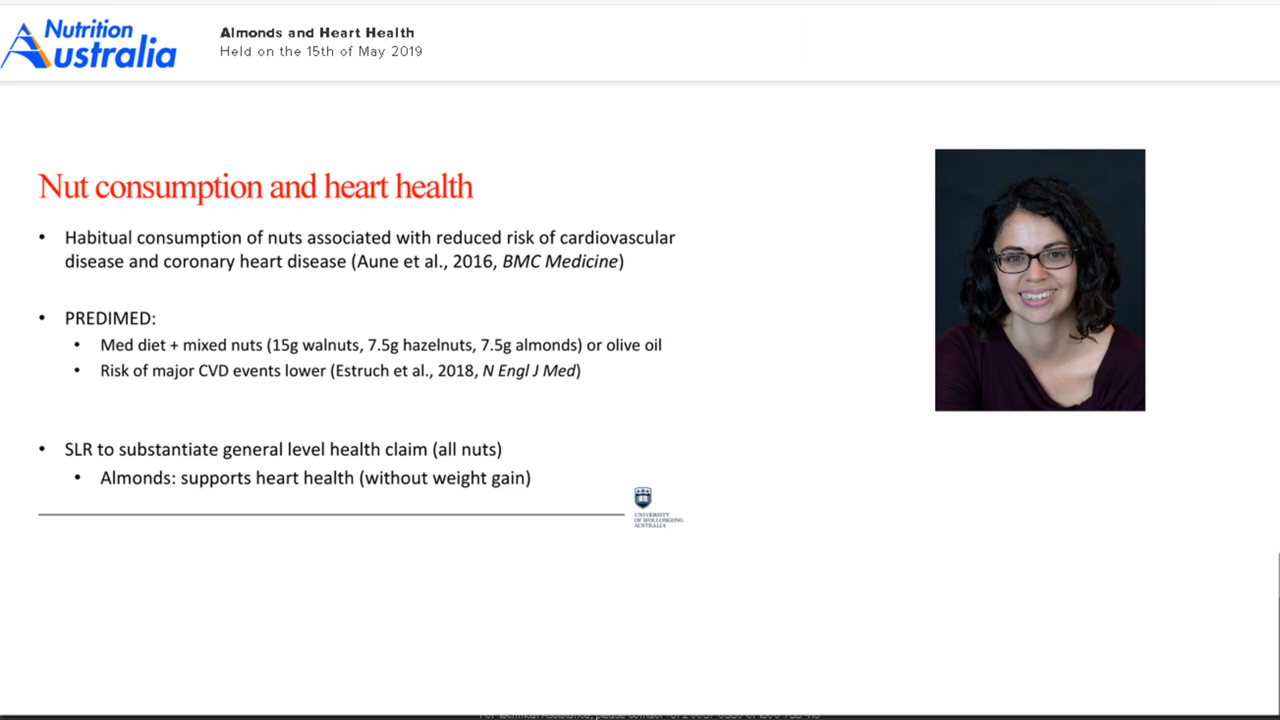 Nutrition
Australia
Almonds and Heart Health
Held on the 15th of May 2019
Nut consumption and heart health
• Habitual consumption of nuts associated with reduced risk of cardiovascular
disease and coronary heart disease (Aune et al., 2016, BMC Medicine)
• PREDIMED:
• Med diet + mixed nuts (15g walnuts, 7.5g hazelnuts, 7.5g almonds) or olive oil
• Risk of major CVD events lower (Estruch et al., 2018, N Engl J Med)
• SLR to substantiate general level health claim (all nuts)
• Almonds: supports heart health (without weight gain)
UNIVERSITY
OF WOLLONGONG
AUSTRALIA